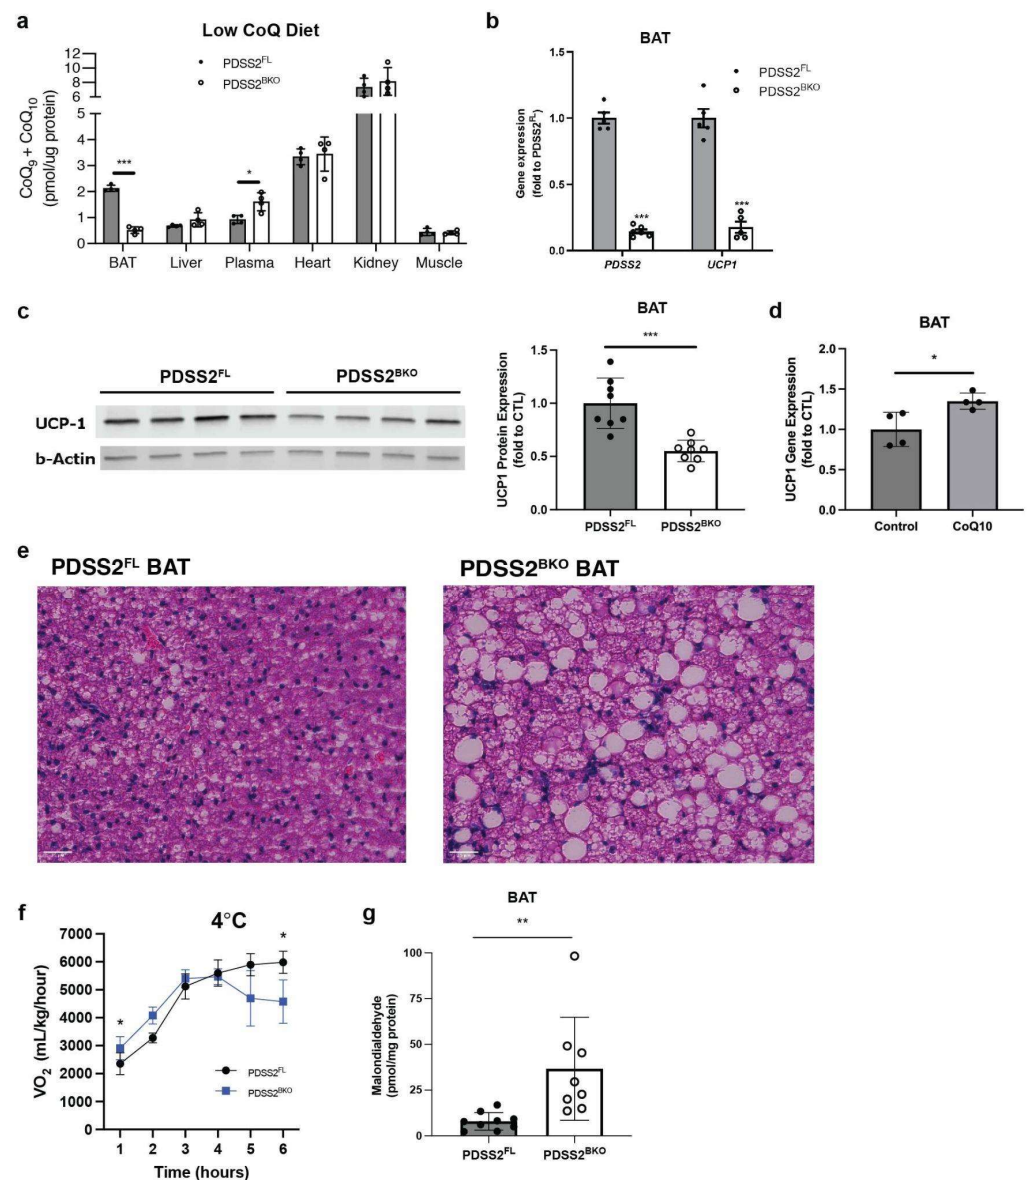 a
Low CoQ Diet
CoQ9 + CoQ10
(pmol/ug protein)
12
10
8
6
5
4
3
2
1
0
PDSS2FL
PDSS2BKO
***
*
BAT Liver Plasma Heart Kidney Muscle
b
BAT
Gene expression
(fold to PDSS2FL)
1.5
1.0
0.5
0.0
PDSS2FL
PDSS2BKO
***
***
PDSS2 UCP1
c
PDSS2FL PDSS2BKO
UCP-1
b-Actin
BAT
***
UCP1 Protein Expression
(fold to CTL)
1.5
1.0
0.5
0.0
PDSS2FL PDSS2BKO
d
BAT
*
UCP1 Gene Expression
(fold to CTL)
2.0
1.5
1.0
0.5
0.0
Control CoQ10
e
PDSS2FL BAT
PDSS2BKO BAT
f
4°C
VO2 (mL/kg/hour)
7000
6000
5000
4000
3000
2000
1000
0
*
*
PDSS2FL
PDSS2BKO
1 2 3 4 5 6
Time (hours)
g
BAT
**
Malondialdehyde
(pmol/mg protein)
100
75
50
25
0
PDSS2FL PDSS2BKO